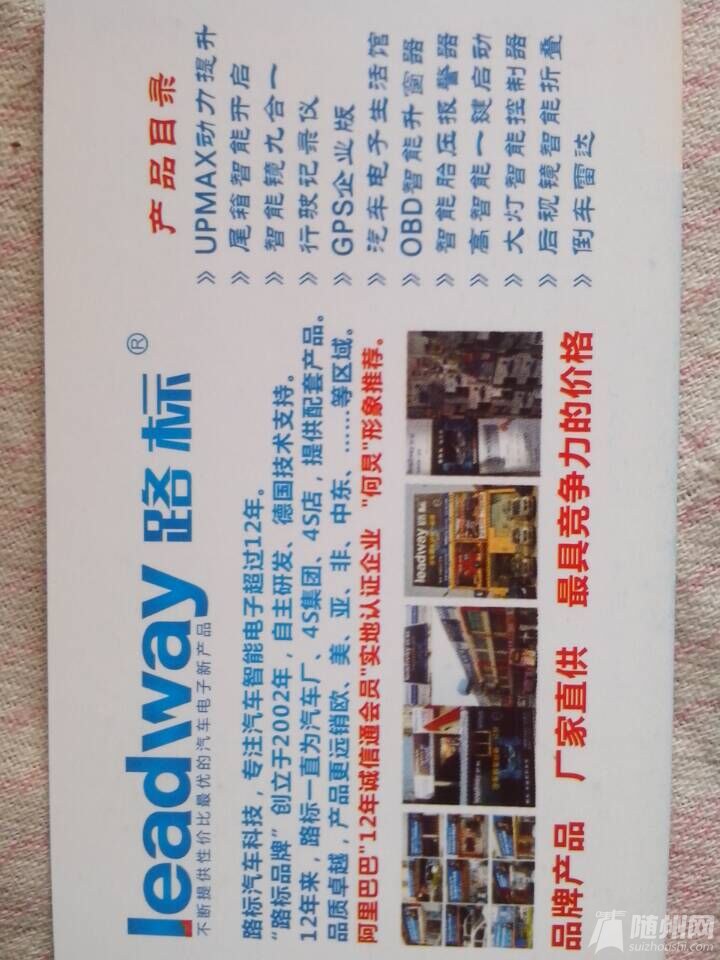 leadway 路标®
不断提供性价比最优的汽车电子新产品
路标汽车科技，专注汽车智能电子超过12年。
“路标品牌”创立于2002年，自主研发、德国技术支持。
12年来，路标一直为汽车厂、4S集团、4S店，提供配套产品。
品质卓越，产品更远销欧、美、亚、非、中东、……等区域。
阿里巴巴"12年诚信通会员"实地认证企业 "何炅"形象推荐。
leadway
品牌产品 厂家直供 最具竞争力的价格
产品目录
» UPMAX动力提升
» 尾箱智能开启
» 智能镜九合一
» 行驶记录仪
» GPS企业版
» 汽车电子生活馆
» OBD智能升窗器
» 智能胎压报警器
» 高智能一键启动
» 大灯智能控制器
» 后视镜智能折叠
» 倒车雷达
随州网
suizhoushi.com